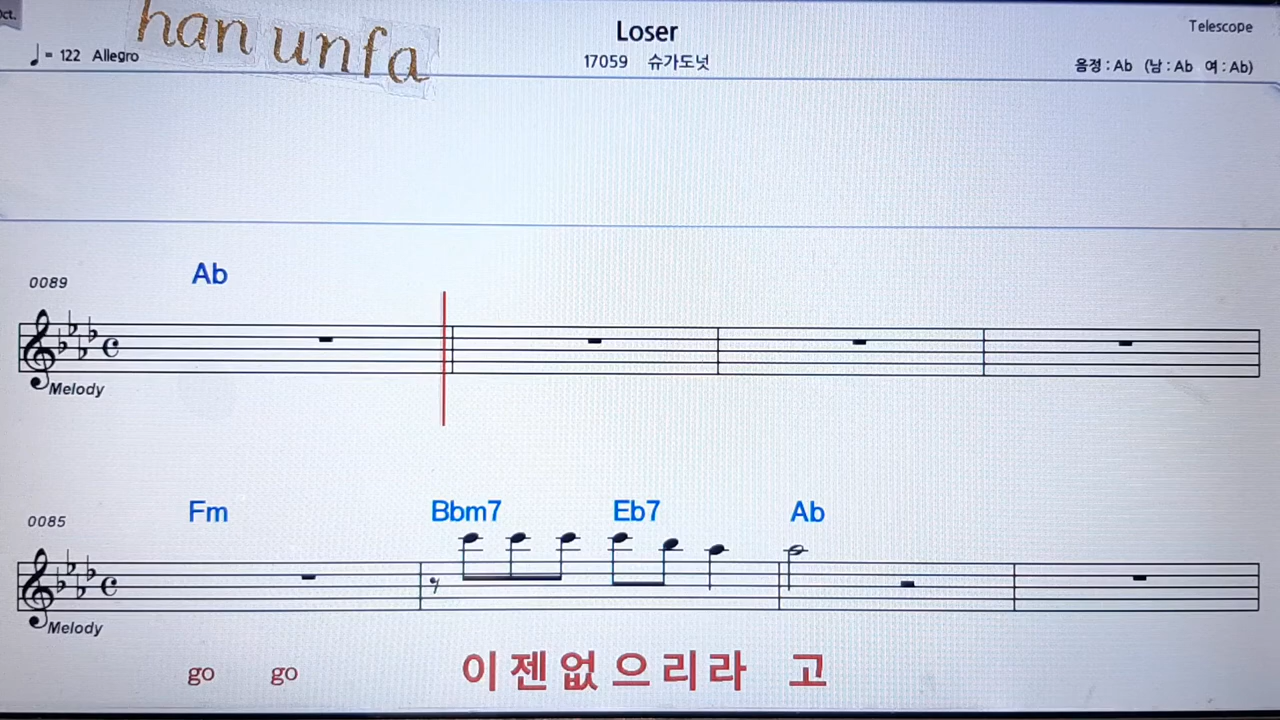 Oct.
han unfa
Loser
Telescope
♩= 122 Allegro
17059 슈가도넛
음정 : Ab (남 : Ab 여 : Ab)
0089
Ab
Melody
0085
Fm Bbm7 Eb7 Ab
Melody
go go 이 젠 없 으 리 라 고